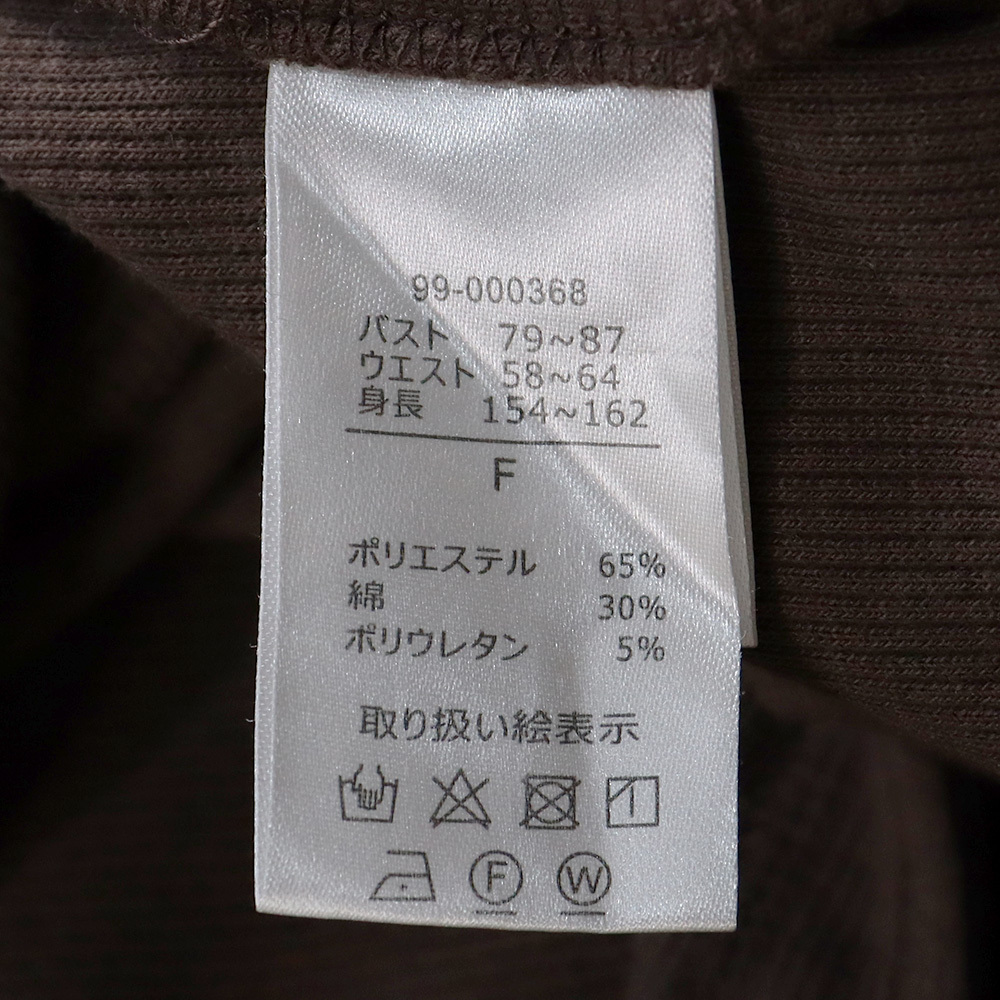 99-000368
バスト 79~87
ウエスト 58~64
身長 154~162
F
ポリエステル 65%
綿 30%
ポリウレタン 5%
取り扱い絵表示
F W